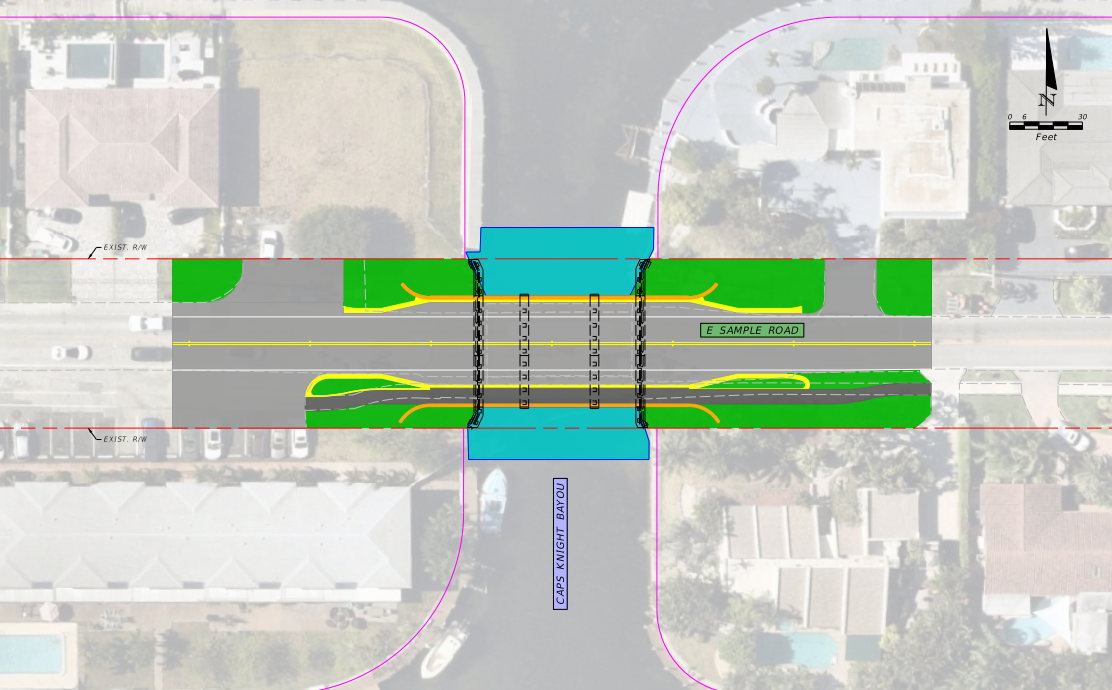 N
0 6 30
Feet
EXIST. R/W
E SAMPLE ROAD
EXIST. R/W
CAPS KNIGHT BAYOU